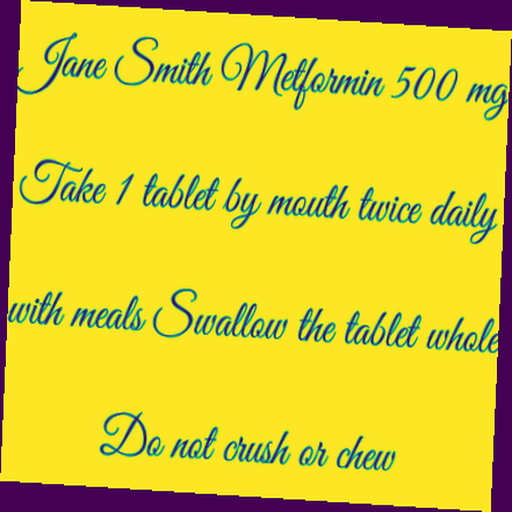 Jane Smith Metformin 500 mg
Take 1 tablet by mouth twice daily
with meals Swallow the tablet whole
Do not crush or chew